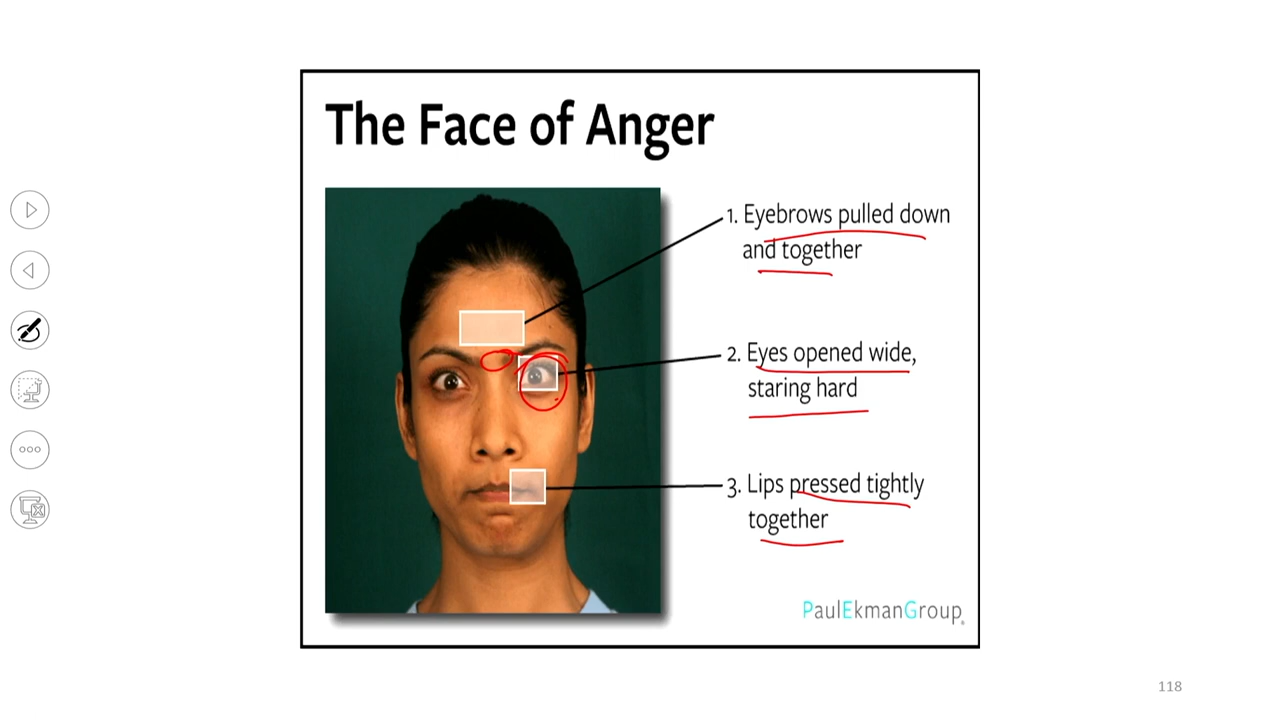 The Face of Anger
1. Eyebrows pulled down
and together
2. Eyes opened wide,
staring hard
3. Lips pressed tightly
together
PaulEkmanGroup®
118